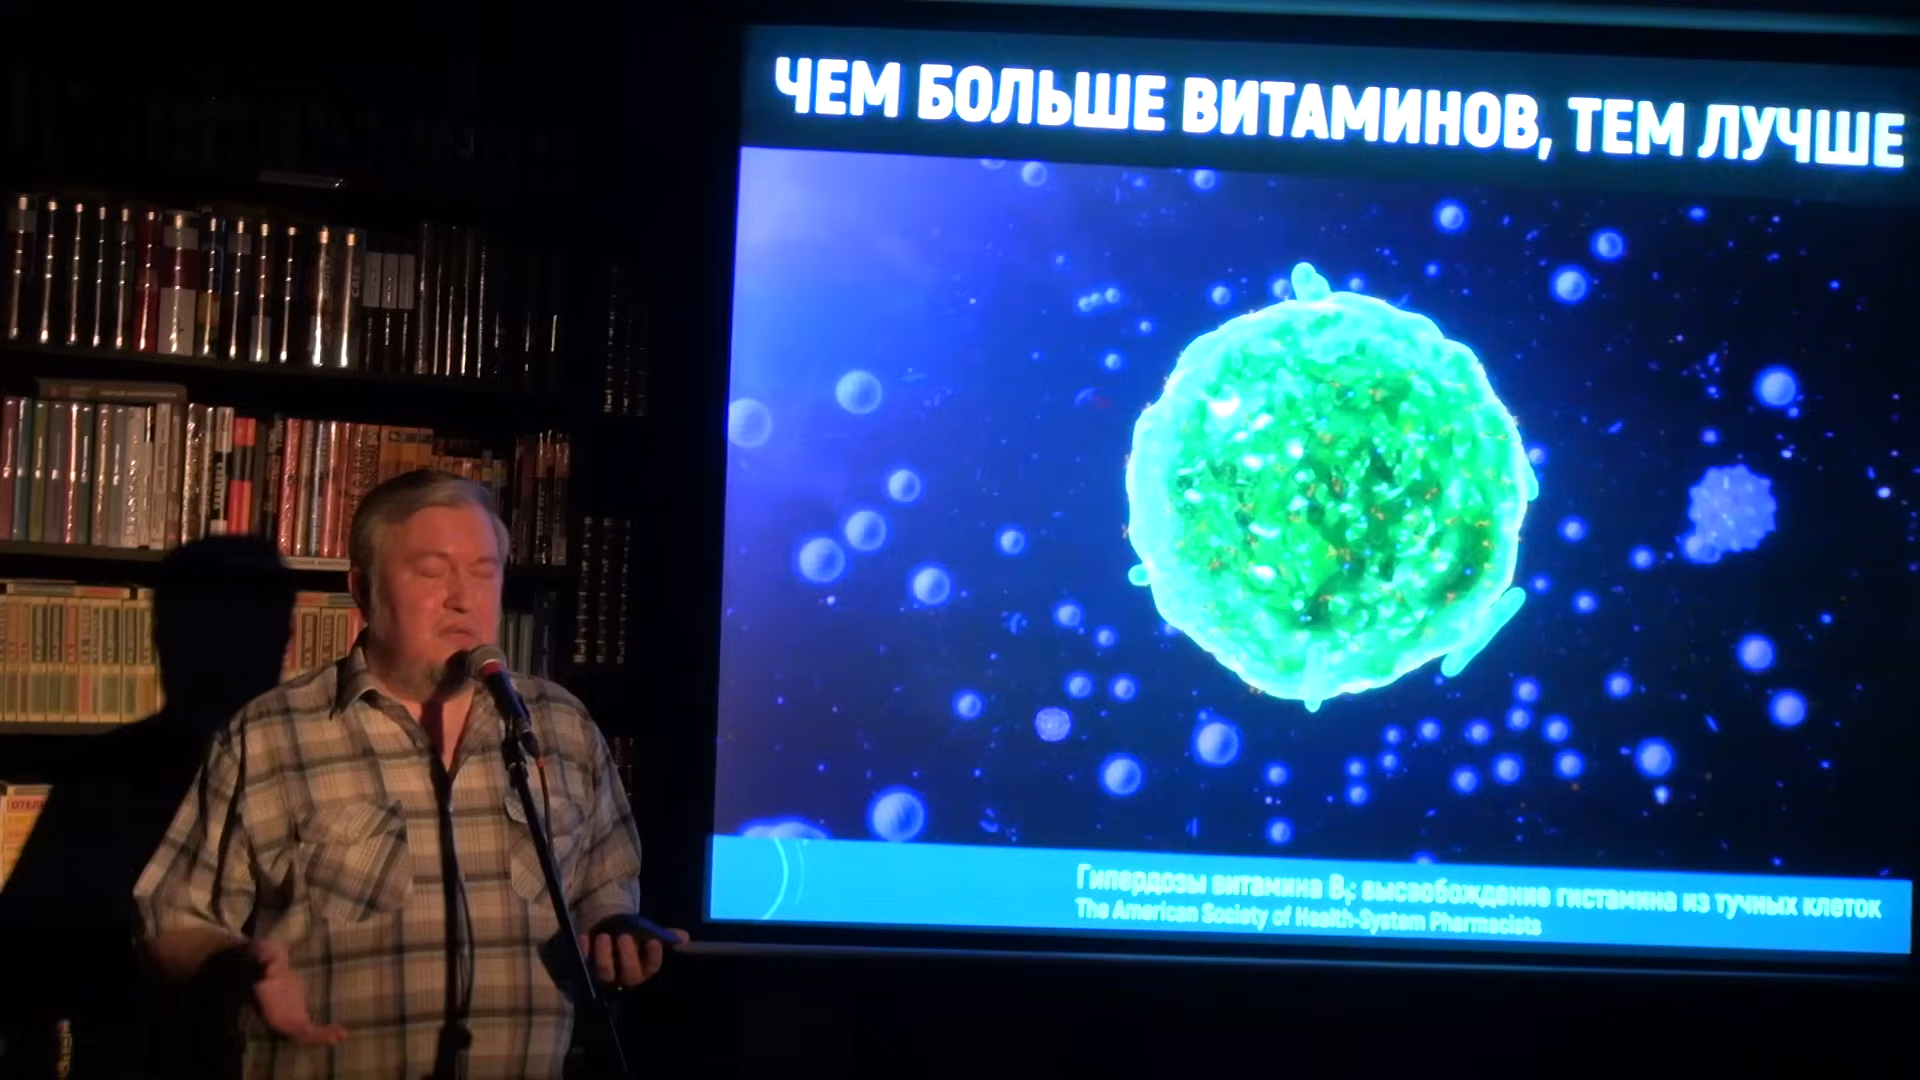 ЧЕМ БОЛЬШЕ ВИТАМИНОВ, ТЕМ ЛУЧШЕ
Гипердозы витамина B₁: высвобождение гистамина из тучных клеток
The American Society of Health-System Pharmacists